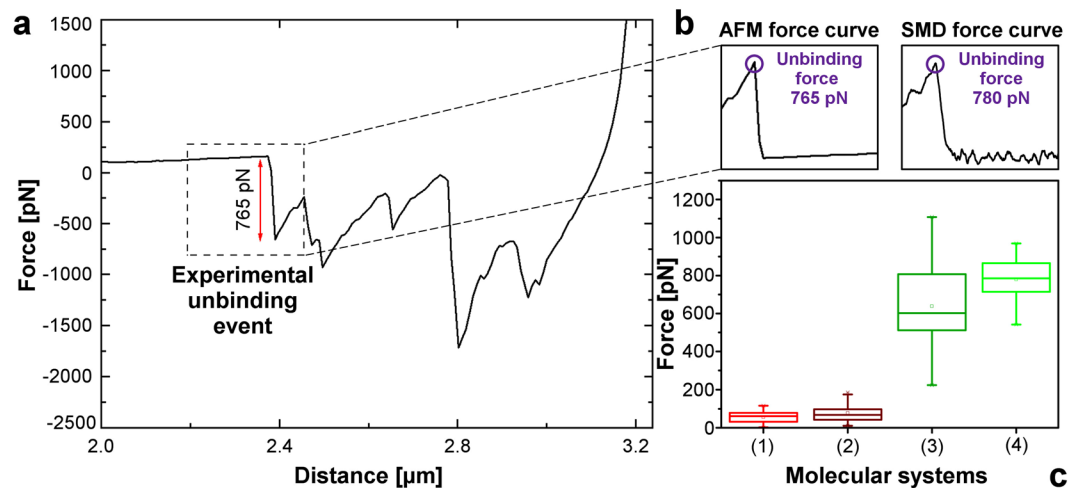 a
1500
1000
500
0
-500
-1000
-1500
-2000
-2500
Force [pN]
765 pN
Experimental
unbinding
event
2.0
2.4
2.8
3.2
Distance [µm]
b
AFM force curve
Unbinding
force
765 pN
SMD force curve
Unbinding
force
780 pN
1200
1000
800
600
400
200
0
Force [pN]
(1)
(2)
(3)
(4)
Molecular systems
c